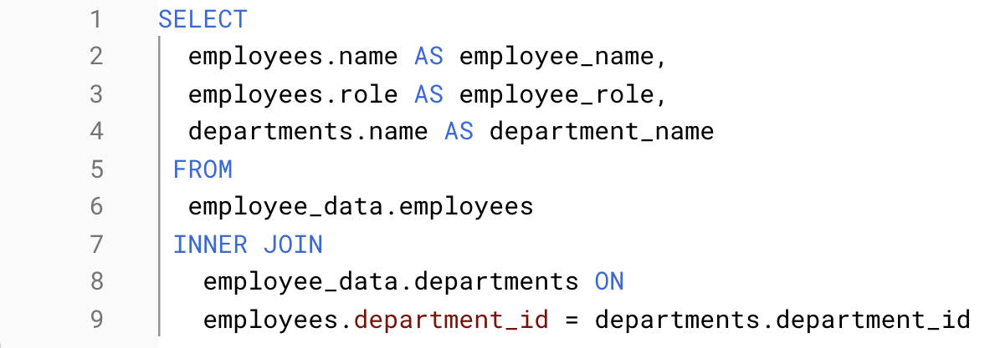 1 SELECT
2 employees.name AS employee_name,
3 employees.role AS employee_role,
4 departments.name AS department_name
5 FROM
6 employee_data.employees
7 INNER JOIN
8 employee_data.departments ON
9 employees.department_id = departments.department_id